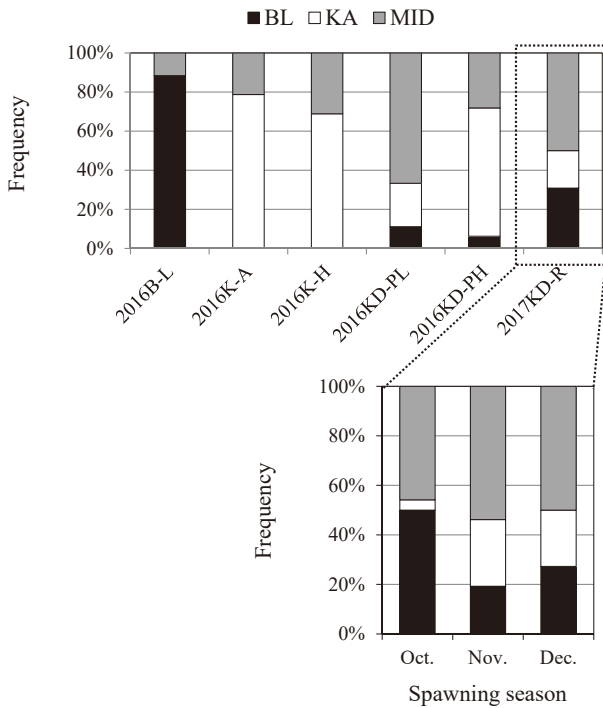 BL KA MID
Frequency
100%
80%
60%
40%
20%
0%
2016B-L
2016K-A
2016K-H
2016KD-PL
2016KD-PH
2017KD-R
Frequency
100%
80%
60%
40%
20%
0%
Oct. Nov. Dec.
Spawning season